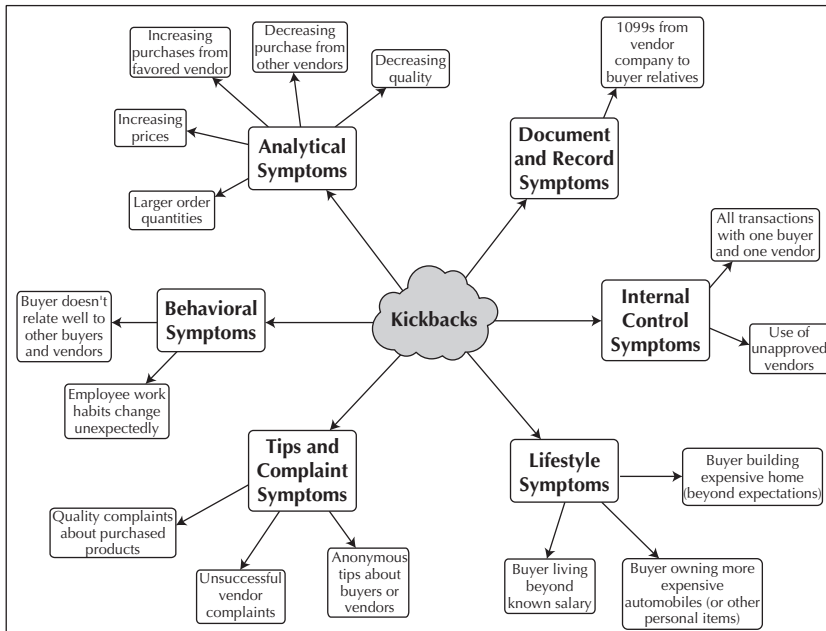 Increasing
purchases from
favored vendor
Decreasing
purchase from
other vendors
Decreasing
quality
1099s from
vendor
company to
buyer relatives
Increasing
prices
Analytical
Symptoms
Document
and Record
Symptoms
Larger order
quantities
All transactions
with one buyer
and one vendor
Buyer doesn't
relate well to
other buyers
and vendors
Behavioral
Symptoms
Kickbacks
Internal
Control
Symptoms
Use of
unapproved
vendors
Employee work
habits change
unexpectedly
Tips and
Complaint
Symptoms
Lifestyle
Symptoms
Buyer building
expensive home
(beyond expectations)
Quality complaints
about purchased
products
Unsuccessful
vendor
complaints
Anonymous
tips about
buyers or
vendors
Buyer living
beyond
known salary
Buyer owning more
expensive
automobiles (or other
personal items)